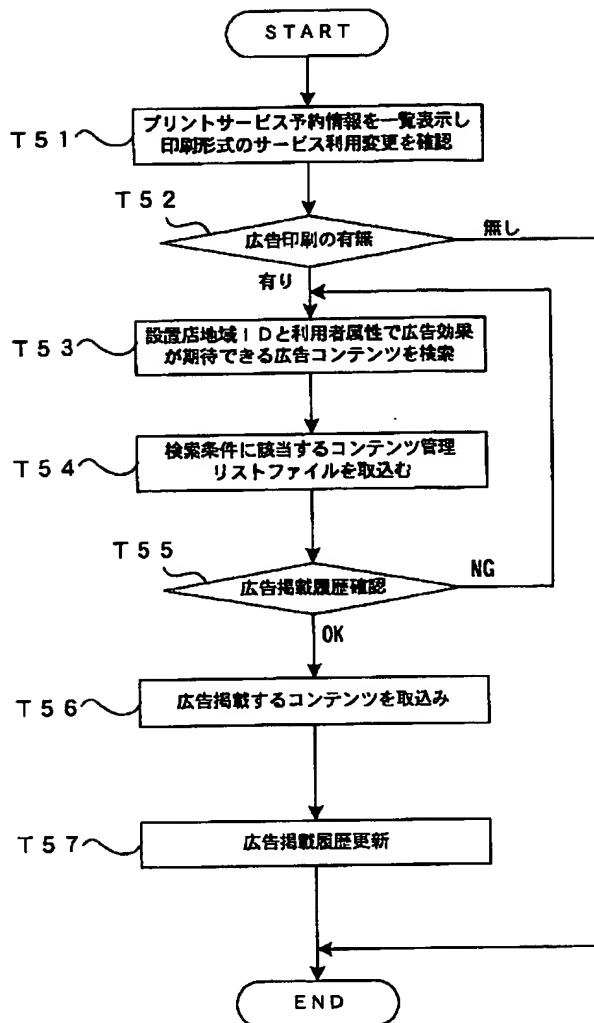 START
T51
プリントサービス予約情報を一覧表示し
印刷形式のサービス利用変更を確認
T52
広告印刷の有無
無し
有り
T53
設置店地域IDと利用者属性で広告効果
が期待できる広告コンテンツを検索
T54
検索条件に該当するコンテンツ管理
リストファイルを取込む
T55
広告掲載履歴確認
NG
OK
T56
広告掲載するコンテンツを取込み
T57
広告掲載履歴更新
END